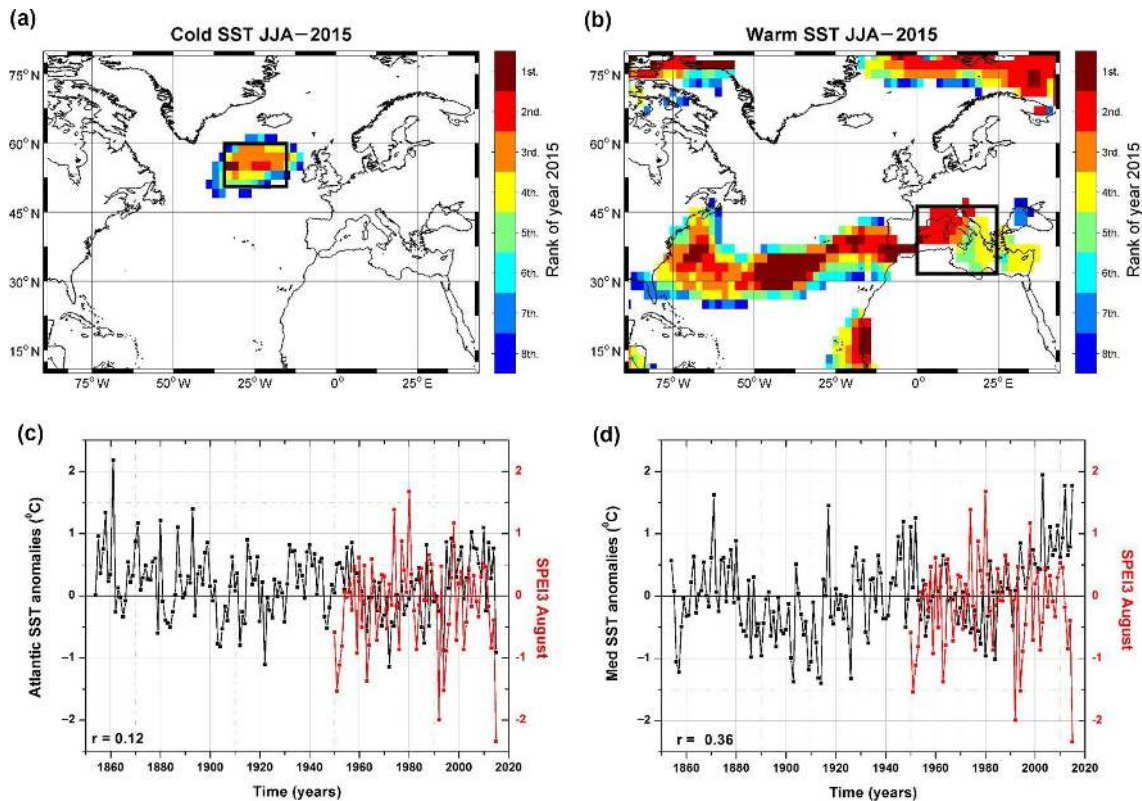 (a)
Cold SST JJA−2015
75° N
60° N
45° N
30° N
15° N
75° W
50° W
25° W
0°
25° E
1st.
2nd.
3rd.
4th.
5th.
6th.
7th.
8th.
Rank of year 2015
(b)
Warm SST JJA−2015
75° N
60° N
45° N
30° N
15° N
75° W
50° W
25° W
0°
25° E
1st.
2nd.
3rd.
4th.
5th.
6th.
7th.
8th.
Rank of year 2015
(c)
Atlantic SST anomalies (⁰C)
2
1
0
-1
-2
r = 0.12
1860 1880 1900 1920 1940 1960 1980 2000 2020
Time (years)
2
1
0
-1
-2
SPEI3 August
(d)
Med SST anomalies (⁰C)
2
1
0
-1
-2
r = 0.36
1860 1880 1900 1920 1940 1960 1980 2000 2020
Time (years)
2
1
0
-1
-2
SPEI3 August